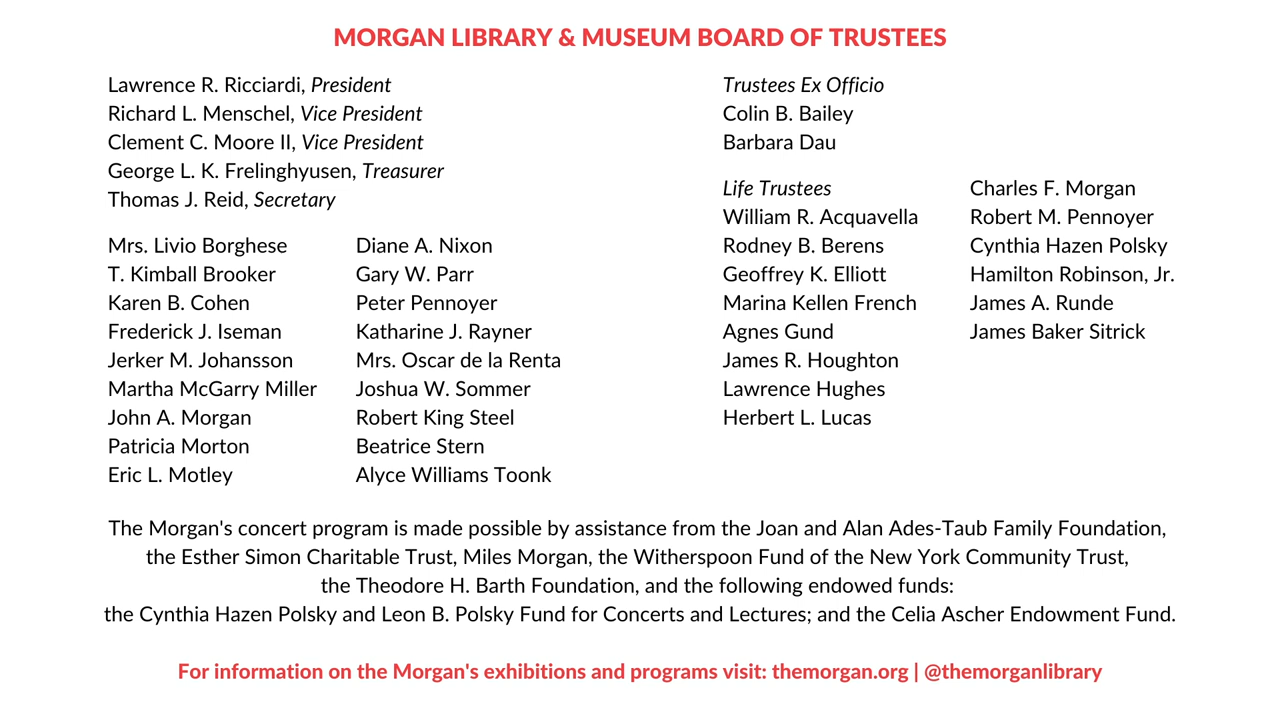 MORGAN LIBRARY & MUSEUM BOARD OF TRUSTEES
Lawrence R. Ricciardi, President
Richard L. Menschel, Vice President
Clement C. Moore II, Vice President
George L. K. Frelinghyusen, Treasurer
Thomas J. Reid, Secretary
Mrs. Livio Borghese
T. Kimball Brooker
Karen B. Cohen
Frederick J. Iseman
Jerker M. Johansson
Martha McGarry Miller
John A. Morgan
Patricia Morton
Eric L. Motley
Diane A. Nixon
Gary W. Parr
Peter Pennoyer
Katharine J. Rayner
Mrs. Oscar de la Renta
Joshua W. Sommer
Robert King Steel
Beatrice Stern
Alyce Williams Toonk
Trustees Ex Officio
Colin B. Bailey
Barbara Dau
Life Trustees
William R. Acquavella
Rodney B. Berens
Geoffrey K. Elliott
Marina Kellen French
Agnes Gund
James R. Houghton
Lawrence Hughes
Herbert L. Lucas
Charles F. Morgan
Robert M. Pennoyer
Cynthia Hazen Polsky
Hamilton Robinson, Jr.
James A. Runde
James Baker Sitrick
The Morgan's concert program is made possible by assistance from the Joan and Alan Ades-Taub Family Foundation,
the Esther Simon Charitable Trust, Miles Morgan, the Witherspoon Fund of the New York Community Trust,
the Theodore H. Barth Foundation, and the following endowed funds:
the Cynthia Hazen Polsky and Leon B. Polsky Fund for Concerts and Lectures; and the Celia Ascher Endowment Fund.
For information on the Morgan's exhibitions and programs visit: themorgan.org | @themorganlibrary